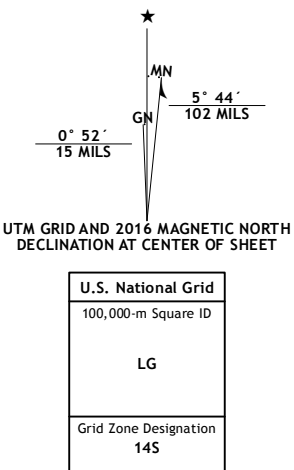 ★
MN
GN
5° 44´
102 MILS
0° 52´
15 MILS
UTM GRID AND 2016 MAGNETIC NORTH
DECLINATION AT CENTER OF SHEET
U.S. National Grid
100,000-m Square ID
LG
Grid Zone Designation
14S